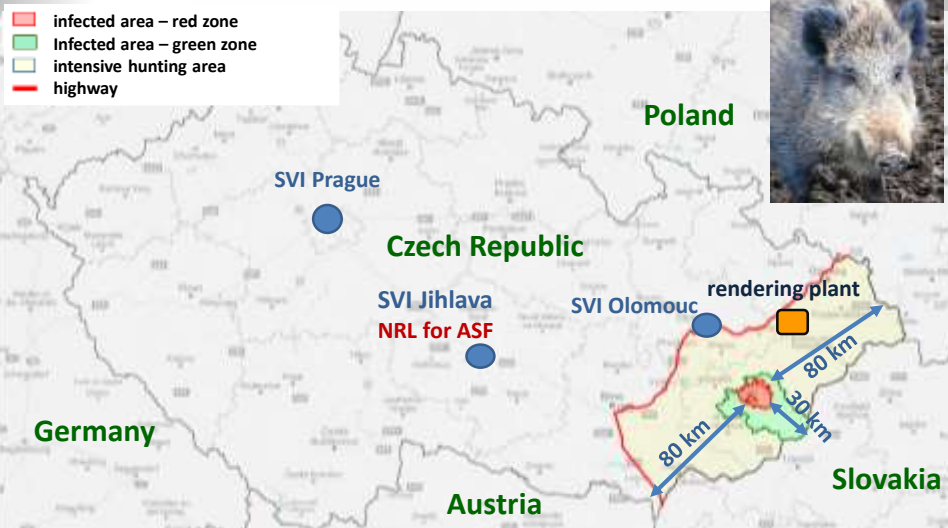 infected area – red zone
Infected area – green zone
intensive hunting area
highway
Poland
SVI Prague
Czech Republic
SVI Jihlava
NRL for ASF
SVI Olomouc
rendering plant
80 km
30 km
80 km
Germany
Slovakia
Austria